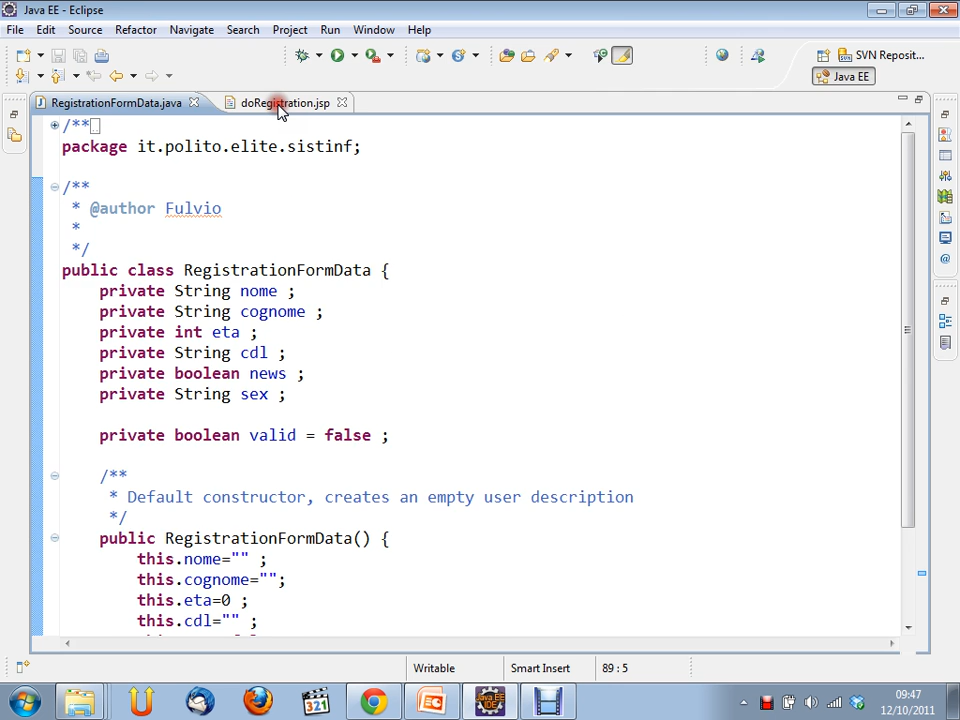 Java EE - Eclipse
File Edit Source Refactor Navigate Search Project Run Window Help
SVN Reposit...
Java EE
RegistrationFormData.java doRegistration.jsp
/**
package it.polito.elite.sistinf;
/**
* @author Fulvio
*
*/
public class RegistrationFormData {
private String nome ;
private String cognome ;
private int eta ;
private String cdl ;
private boolean news ;
private String sex ;
private boolean valid = false ;
/**
* Default constructor, creates an empty user description
*/
public RegistrationFormData() {
this.nome="" ;
this.cognome="";
this.eta=0 ;
this.cdl="" ;
Writable Smart Insert 89 : 5
321
Java EE
IDE
09:47
12/10/2011